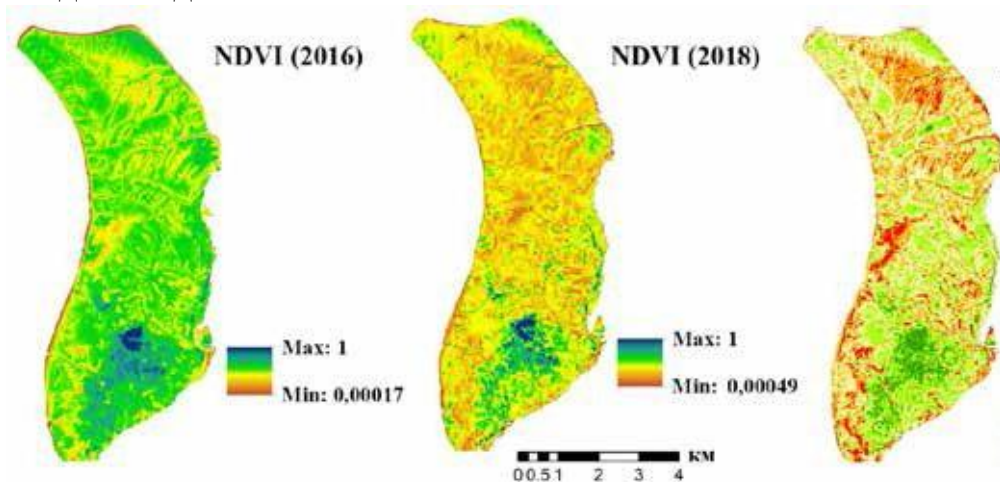 NDVI (2016)
NDVI (2018)
Max: 1
Min: 0,00017
Max: 1
Min: 0,00049
КМ
0 0.5 1 2 3 4